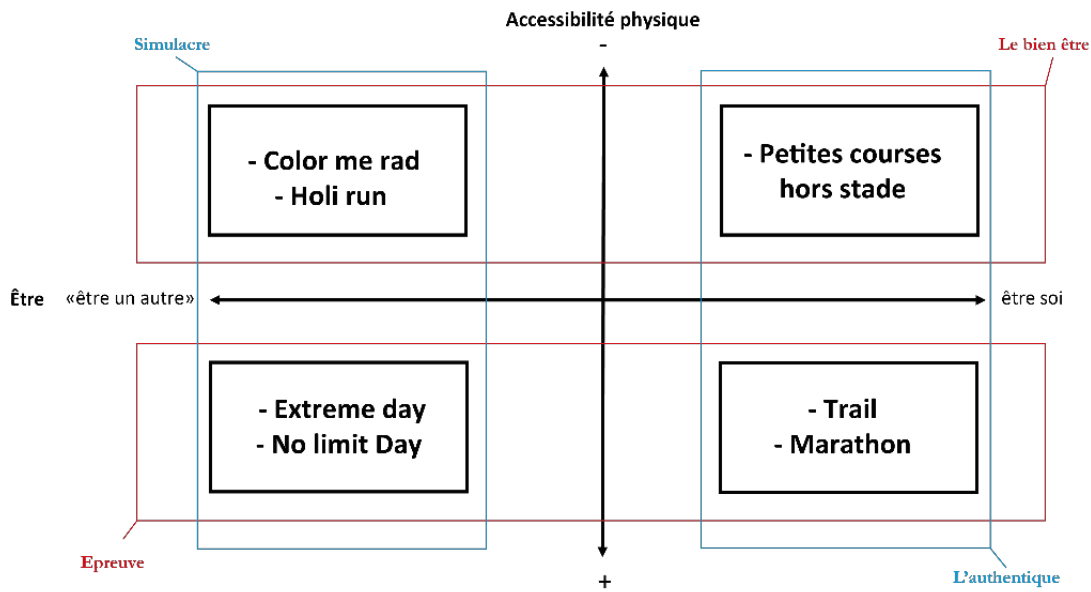 Accessibilité physique
-
Simulacre
Le bien être
- Color me rad
- Holi run
- Petites courses
hors stade
Être «être un autre»
être soi
- Extreme day
- No limit Day
- Trail
- Marathon
Epreuve
L’authentique
+